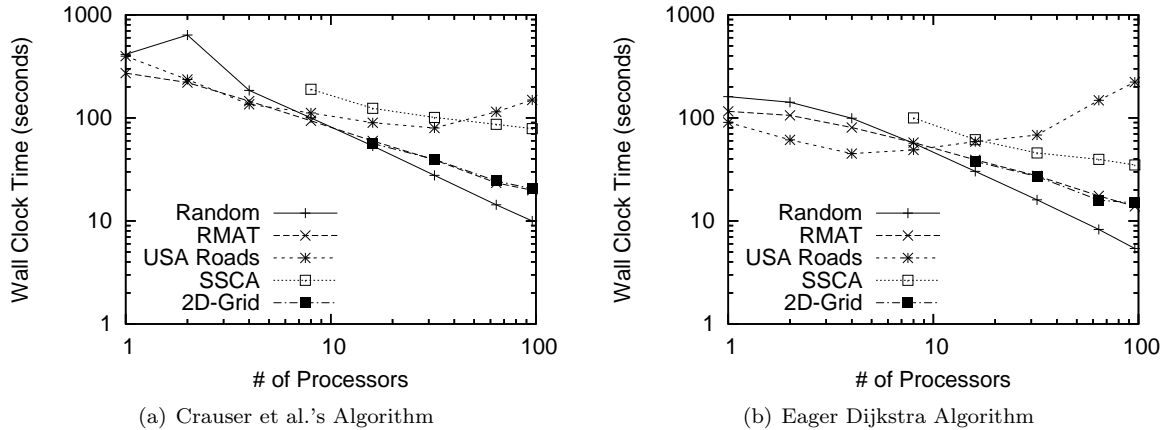 1000
100
10
1
Wall Clock Time (seconds)
Random
RMAT
USA Roads
SSCA
2D-Grid
1 10 100
# of Processors
(a) Crauser et al.'s Algorithm
1000
100
10
1
Wall Clock Time (seconds)
Random
RMAT
USA Roads
SSCA
2D-Grid
1 10 100
# of Processors
(b) Eager Dijkstra Algorithm